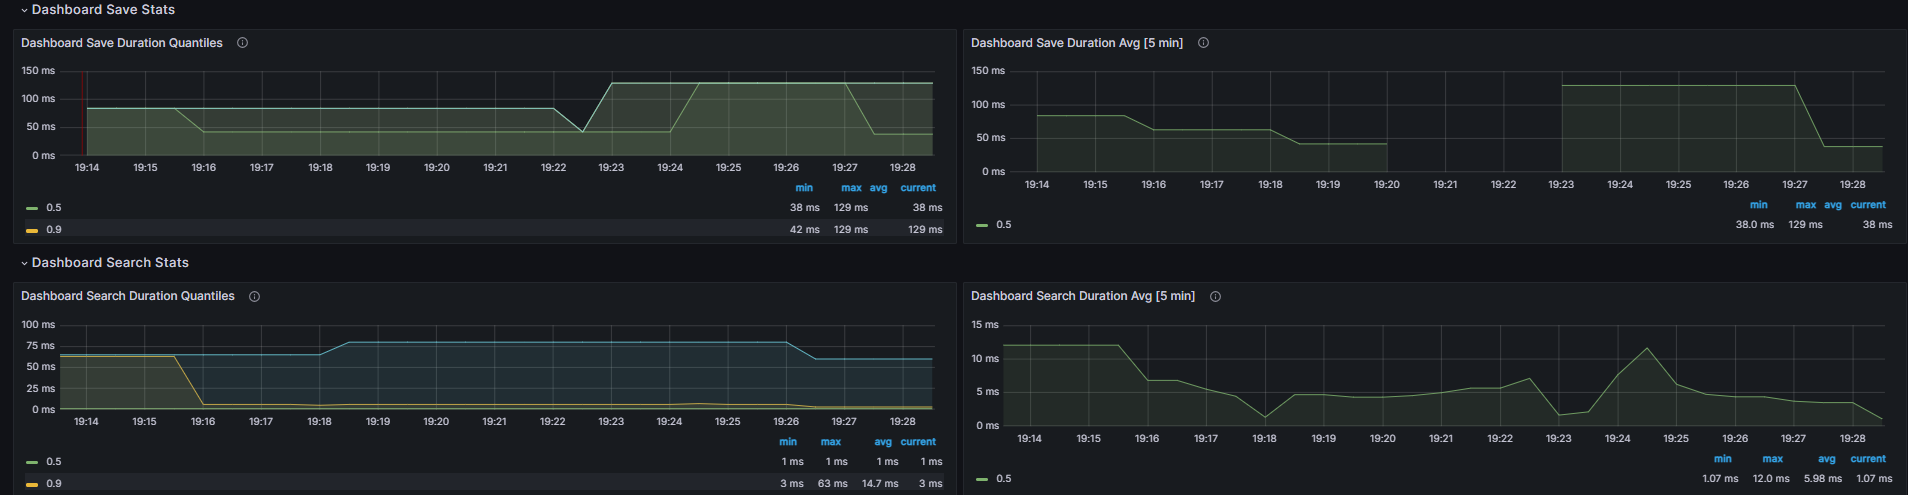 Dashboard Save Stats
Dashboard Save Duration Quantiles
150 ms
100 ms
50 ms
0 ms
19:14 19:15 19:16 19:17 19:18 19:19 19:20 19:21 19:22 19:23 19:24 19:25 19:26 19:27 19:28
min max avg current
0.5 38 ms 129 ms 38 ms
0.9 42 ms 129 ms 129 ms
Dashboard Save Duration Avg [5 min]
150 ms
100 ms
50 ms
0 ms
19:14 19:15 19:16 19:17 19:18 19:19 19:20 19:21 19:22 19:23 19:24 19:25 19:26 19:27 19:28
min max avg current
0.5 38.0 ms 129 ms 38 ms
Dashboard Search Stats
Dashboard Search Duration Quantiles
100 ms
75 ms
50 ms
25 ms
0 ms
19:14 19:15 19:16 19:17 19:18 19:19 19:20 19:21 19:22 19:23 19:24 19:25 19:26 19:27 19:28
min max avg current
0.5 1 ms 1 ms 1 ms 1 ms
0.9 3 ms 63 ms 14.7 ms 3 ms
Dashboard Search Duration Avg [5 min]
15 ms
10 ms
5 ms
0 ms
19:14 19:15 19:16 19:17 19:18 19:19 19:20 19:21 19:22 19:23 19:24 19:25 19:26 19:27 19:28
min max avg current
0.5 1.07 ms 12.0 ms 5.98 ms 1.07 ms